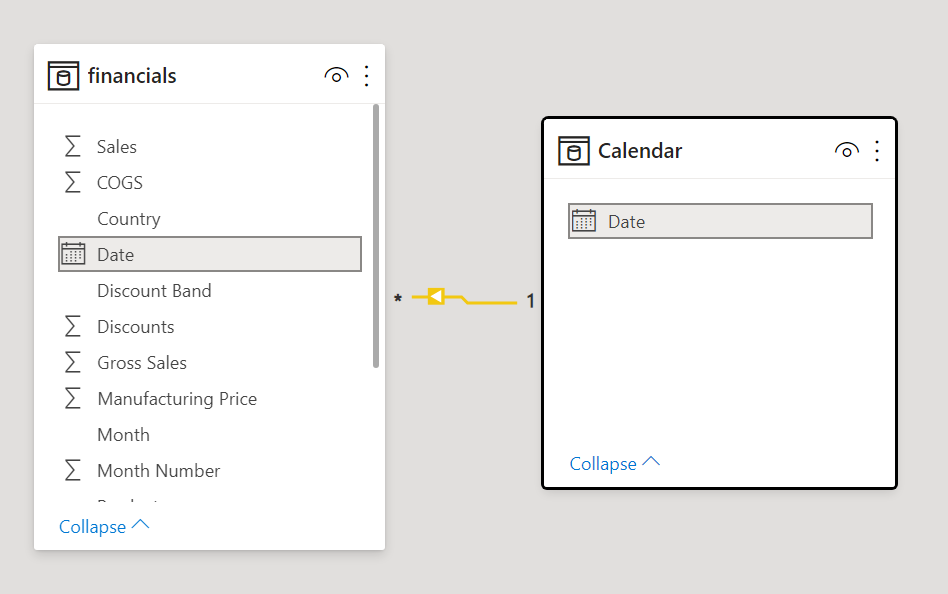 financials
Sales
COGS
Country
Date
Discount Band
Discounts
Gross Sales
Manufacturing Price
Month
Month Number
Collapse
* 1
Calendar
Date
Collapse